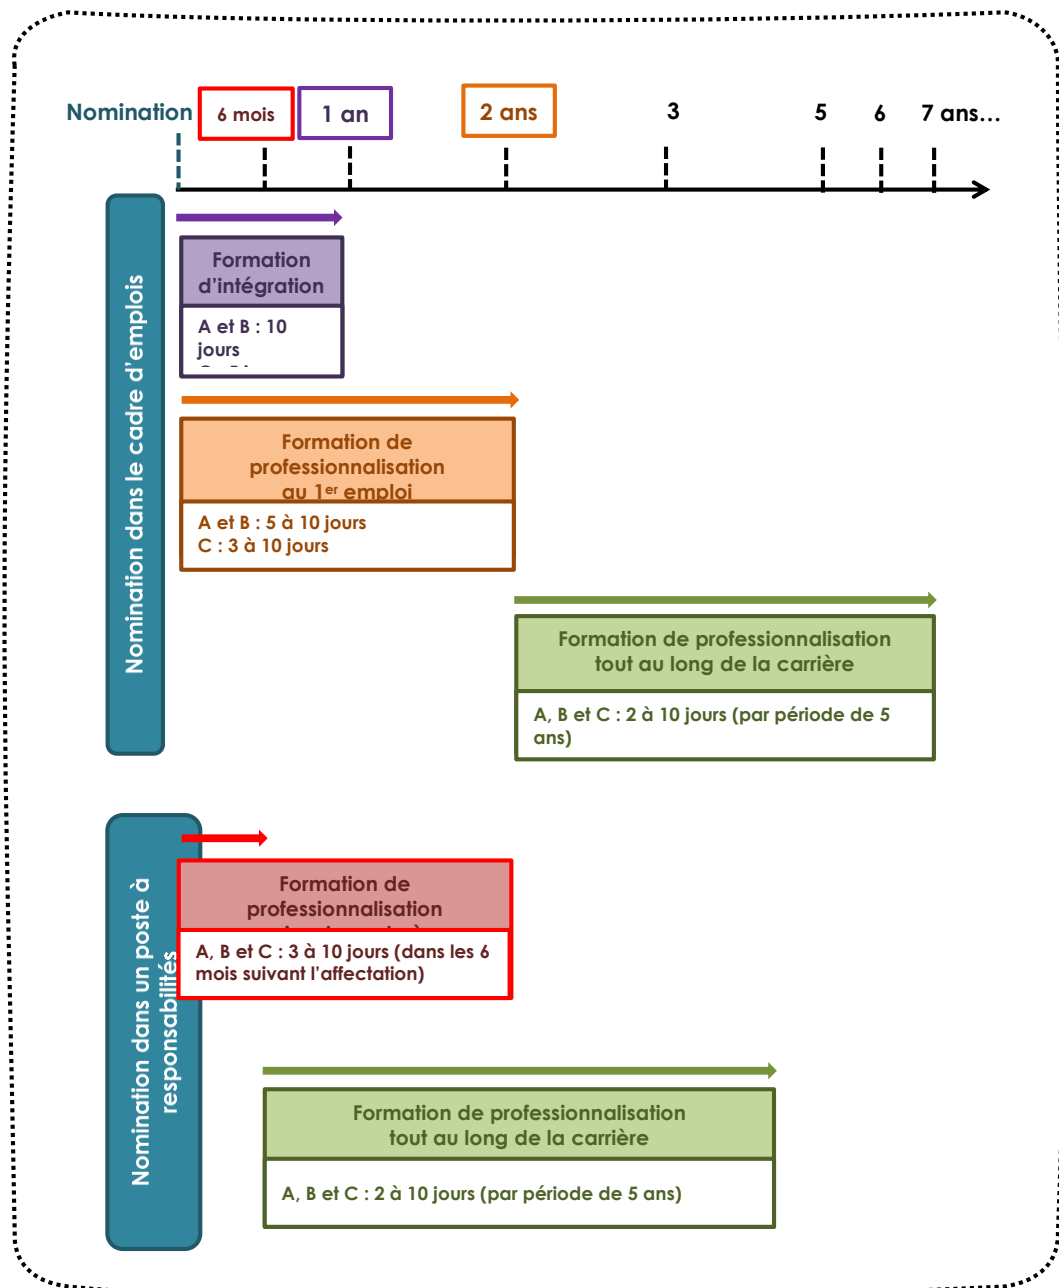 Nomination
6 mois
1 an
2 ans
3
5
6
7 ans…
Nomination dans le cadre d'emplois
Formation
d'intégration
A et B : 10
jours
Formation de
professionnalisation
au 1er emploi
A et B : 5 à 10 jours
C : 3 à 10 jours
Formation de professionnalisation
tout au long de la carrière
A, B et C : 2 à 10 jours (par période de 5
ans)
Nomination dans un poste à
responsabilités
Formation de
professionnalisation
A, B et C : 3 à 10 jours (dans les 6
mois suivant l'affectation)
Formation de professionnalisation
tout au long de la carrière
A, B et C : 2 à 10 jours (par période de 5 ans)